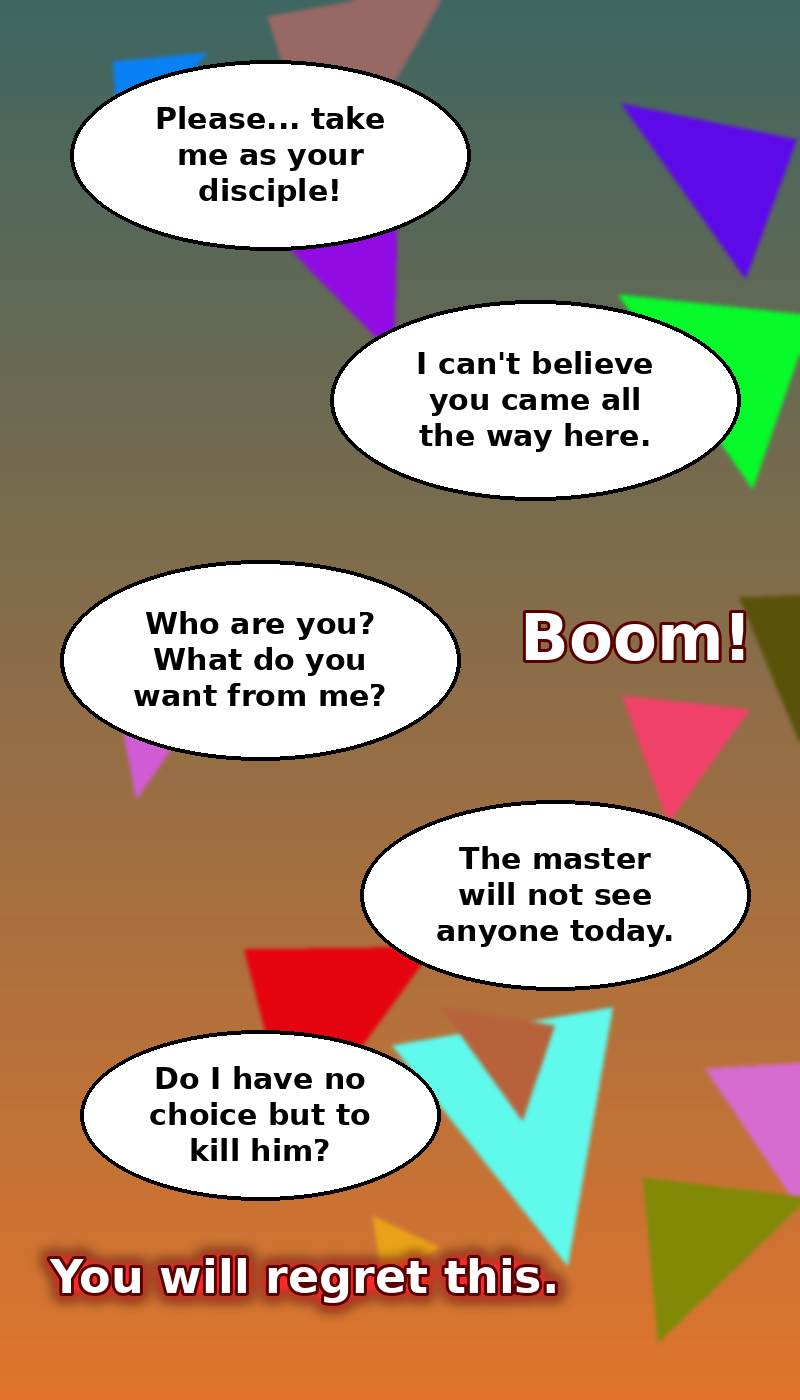 Please... take
me as your
disciple!
I can't believe
you came all
the way here.
Who are you?
What do you
want from me?
Boom!
The master
will not see
anyone today.
Do I have no
choice but to
kill him?
You will regret this.